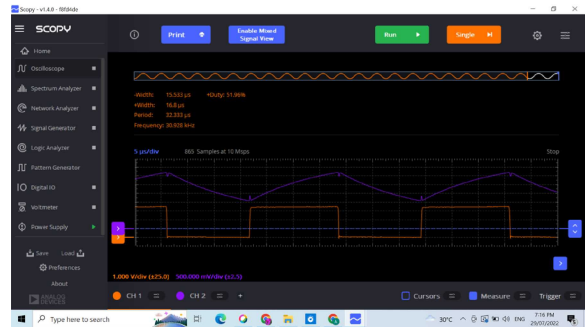 Scopy - v1.4.0 - f8fd4de
SCOPY
Print
Enable Mixed
Signal View
Run
Single
Home
Oscilloscope
Spectrum Analyzer
Network Analyzer
Signal Generator
Logic Analyzer
Pattern Generator
Digital IO
Voltmeter
Power Supply
Save Load
Preferences
About
ANALOG
DEVICES
-Width: 15.533 µs +Duty: 51.96%
+Width: 16.8 µs
Period: 32.333 µs
Frequency: 30.928 kHz
5 µs/div 865 Samples at 10 Msps Stop
1.000 V/div (±25.0) 500.000 mV/div (±2.5)
CH 1 CH 2 + Cursors Measure Trigger
Type here to search
30°C ENG 7:16 PM
29/07/2022